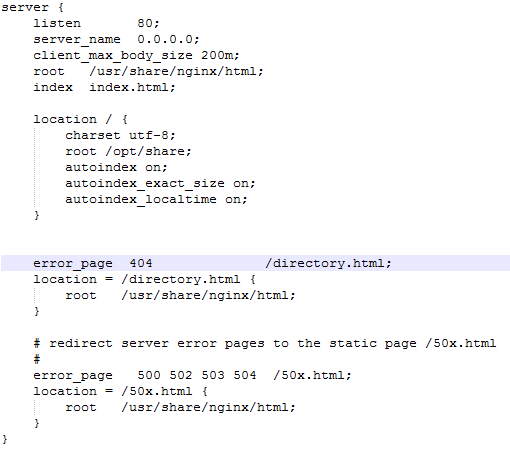 server {
    listen       80;
    server_name  0.0.0.0;
    client_max_body_size 200m;
    root   /usr/share/nginx/html;
    index  index.html;

    location / {
        charset utf-8;
        root /opt/share;
        autoindex on;
        autoindex_exact_size on;
        autoindex_localtime on;
    }


    error_page  404              /directory.html;
    location = /directory.html {
        root   /usr/share/nginx/html;
    }

    # redirect server error pages to the static page /50x.html
    #
    error_page   500 502 503 504  /50x.html;
    location = /50x.html {
        root   /usr/share/nginx/html;
    }
}